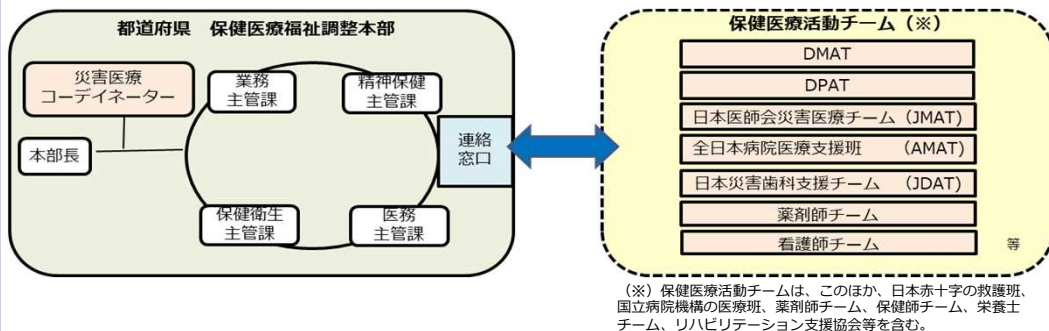 都道府県　保健医療福祉調整本部
災害医療
コーデイネーター
本部長
業務
主管課
精神保健
主管課
連絡
窓口
保健衛生
主管課
医務
主管課
保健医療活動チーム（※）
DMAT
DPAT
日本医師会災害医療チーム（JMAT)
全日本病院医療支援班　　（AMAT)
日本災害歯科支援チーム　（JDAT)
薬剤師チーム
看護師チーム
等
（※）保健医療活動チームは、このほか、日本赤十字の救護班、
国立病院機構の医療班、薬剤師チーム、保健師チーム、栄養士
チーム、リハビリテーション支援協会等を含む。